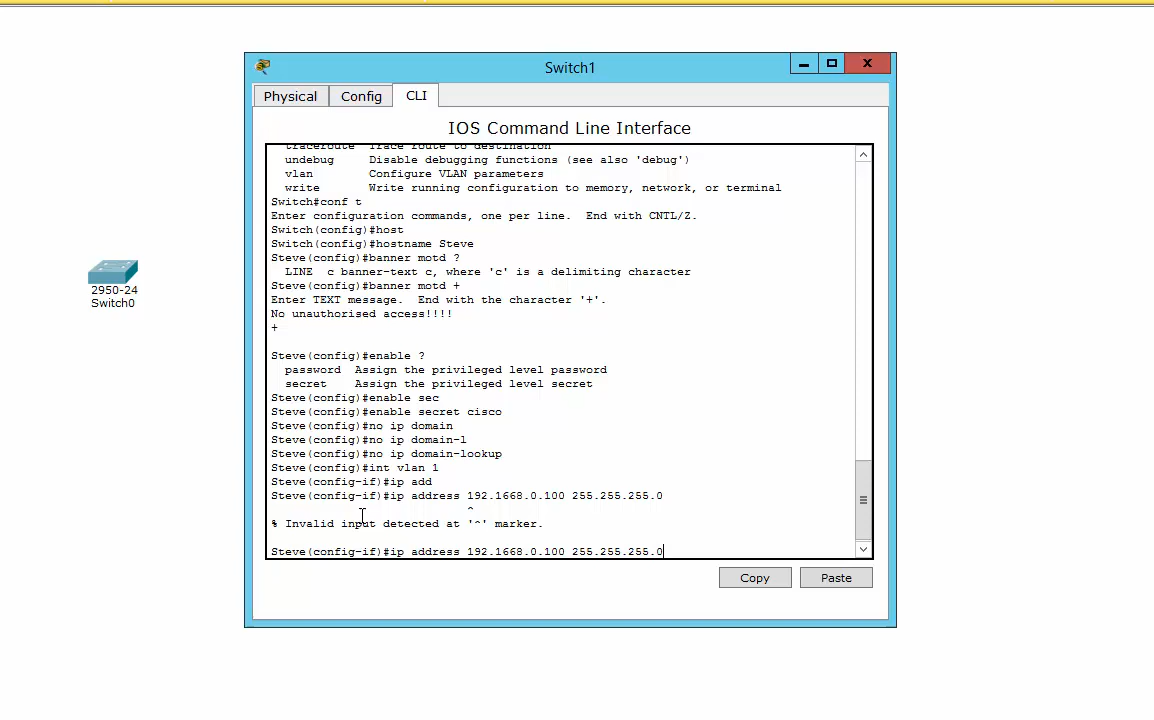 Switch1
Physical Config CLI
IOS Command Line Interface
traceroute Trace route to destination
undebug Disable debugging functions (see also 'debug')
vlan Configure VLAN parameters
write Write running configuration to memory, network, or terminal
Switch#conf t
Enter configuration commands, one per line. End with CNTL/Z.
Switch(config)#host
Switch(config)#hostname Steve
Steve(config)#banner motd ?
LINE c banner-text c, where 'c' is a delimiting character
Steve(config)#banner motd +
Enter TEXT message. End with the character '+'.
No unauthorised access!!!!
+
Steve(config)#enable ?
password Assign the privileged level password
secret Assign the privileged level secret
Steve(config)#enable sec
Steve(config)#enable secret cisco
Steve(config)#no ip domain
Steve(config)#no ip domain-l
Steve(config)#no ip domain-lookup
Steve(config)#int vlan 1
Steve(config-if)#ip add
Steve(config-if)#ip address 192.1668.0.100 255.255.255.0
^
% Invalid input detected at '^' marker.
Steve(config-if)#ip address 192.1668.0.100 255.255.255.0
Copy Paste
2950-24
Switch0